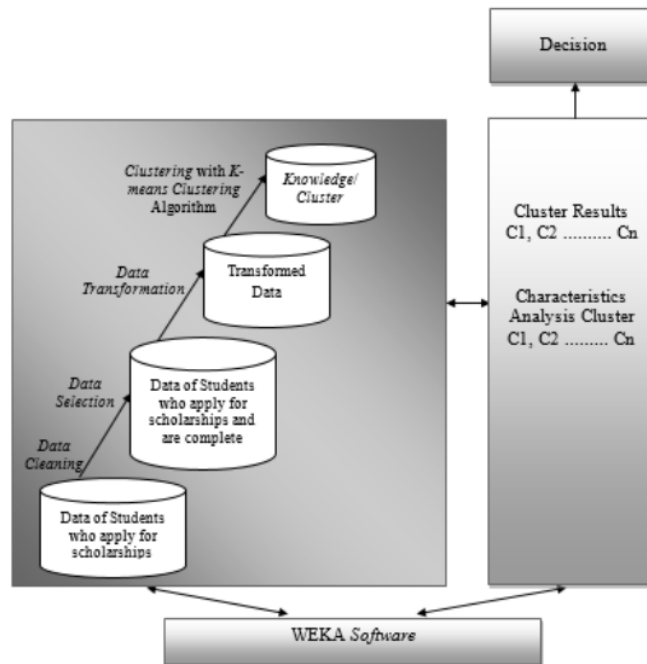 Decision
Clustering with K-
means Clustering
Algorithm
Knowledge/
Cluster
Data
Transformation
Transformed
Data
Data
Selection
Data of Students
who apply for
scholarships and
are complete
Data
Cleaning
Data of Students
who apply for
scholarships
Cluster Results
C1, C2 .......... Cn
Characteristics
Analysis Cluster
C1, C2 ......... Cn
WEKA Software